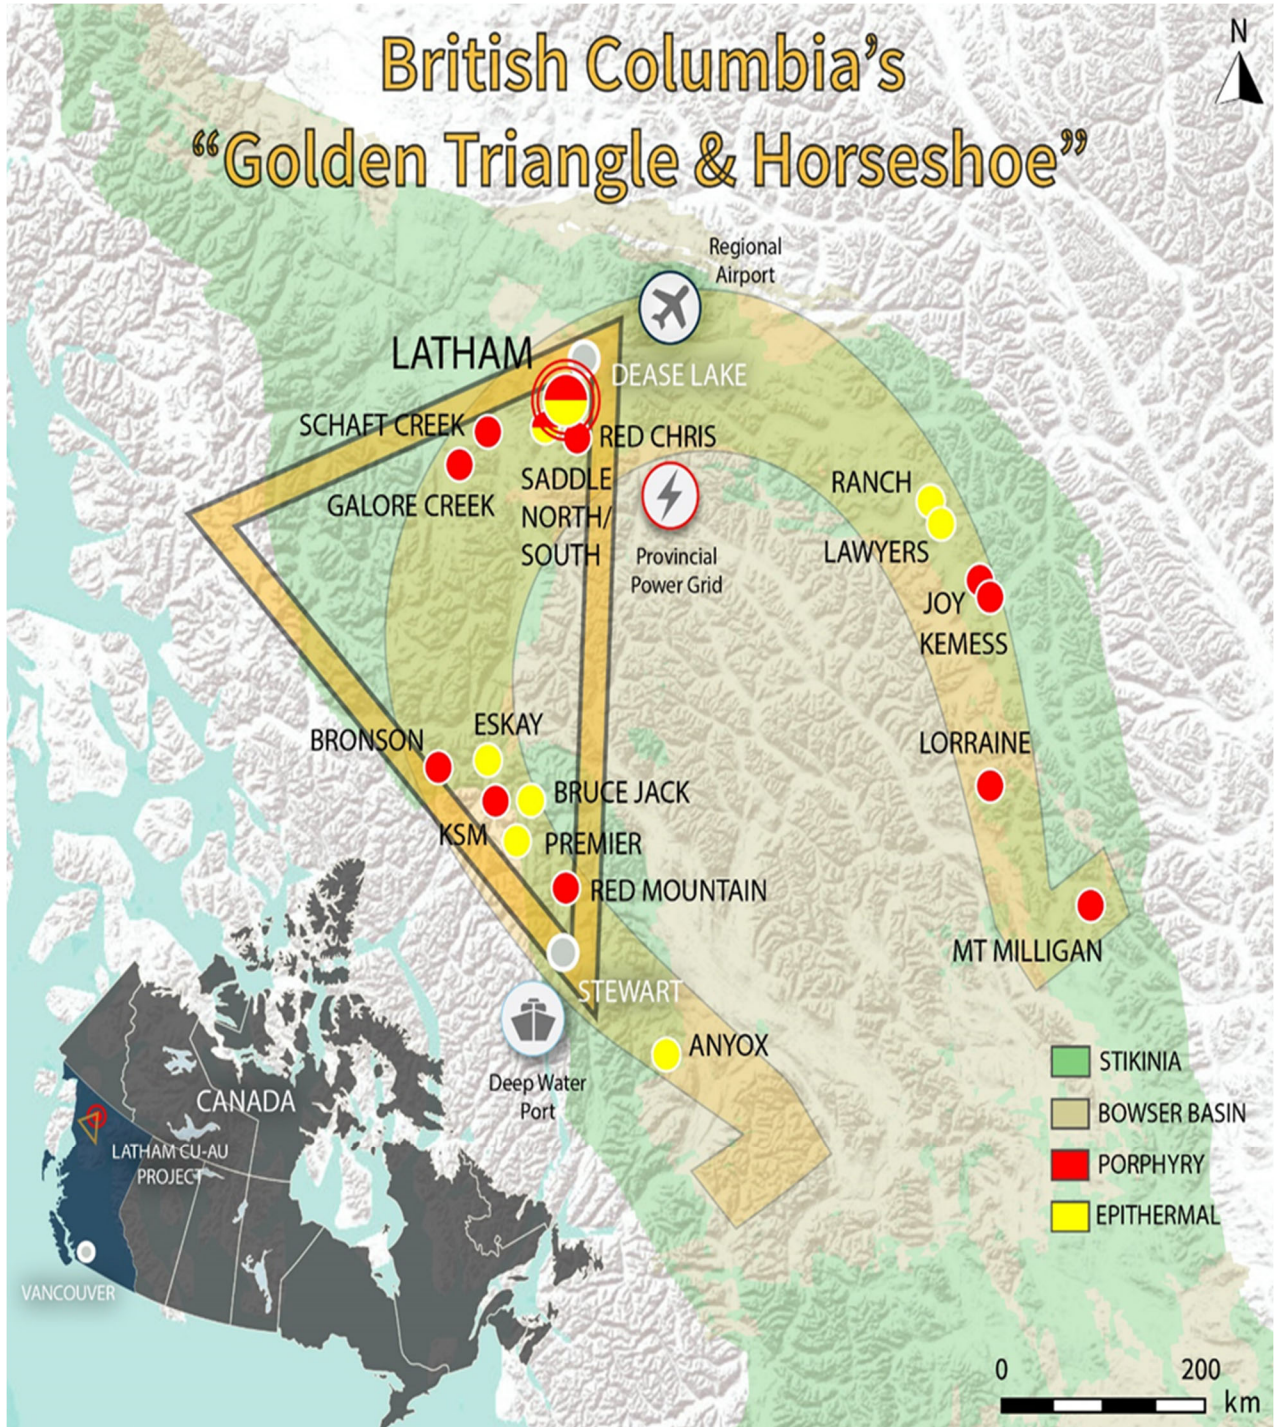 British Columbia's
“Golden Triangle & Horseshoe”
N
Regional
Airport
LATHAM
DEASE LAKE
SCHAFT CREEK
RED CHRIS
GALORE CREEK
SADDLE
NORTH/
SOUTH
Provincial
Power Grid
RANCH
LAWYERS
JOY
KEMESS
BRONSON
ESKAY
BRUCE JACK
KSM
PREMIER
RED MOUNTAIN
LORRAINE
MT MILLIGAN
STEWART
ANYOX
Deep Water
Port
CANADA
LATHAM CU-AU
PROJECT
VANCOUVER
STIKINIA
BOWSER BASIN
PORPHYRY
EPITHERMAL
0 200
km